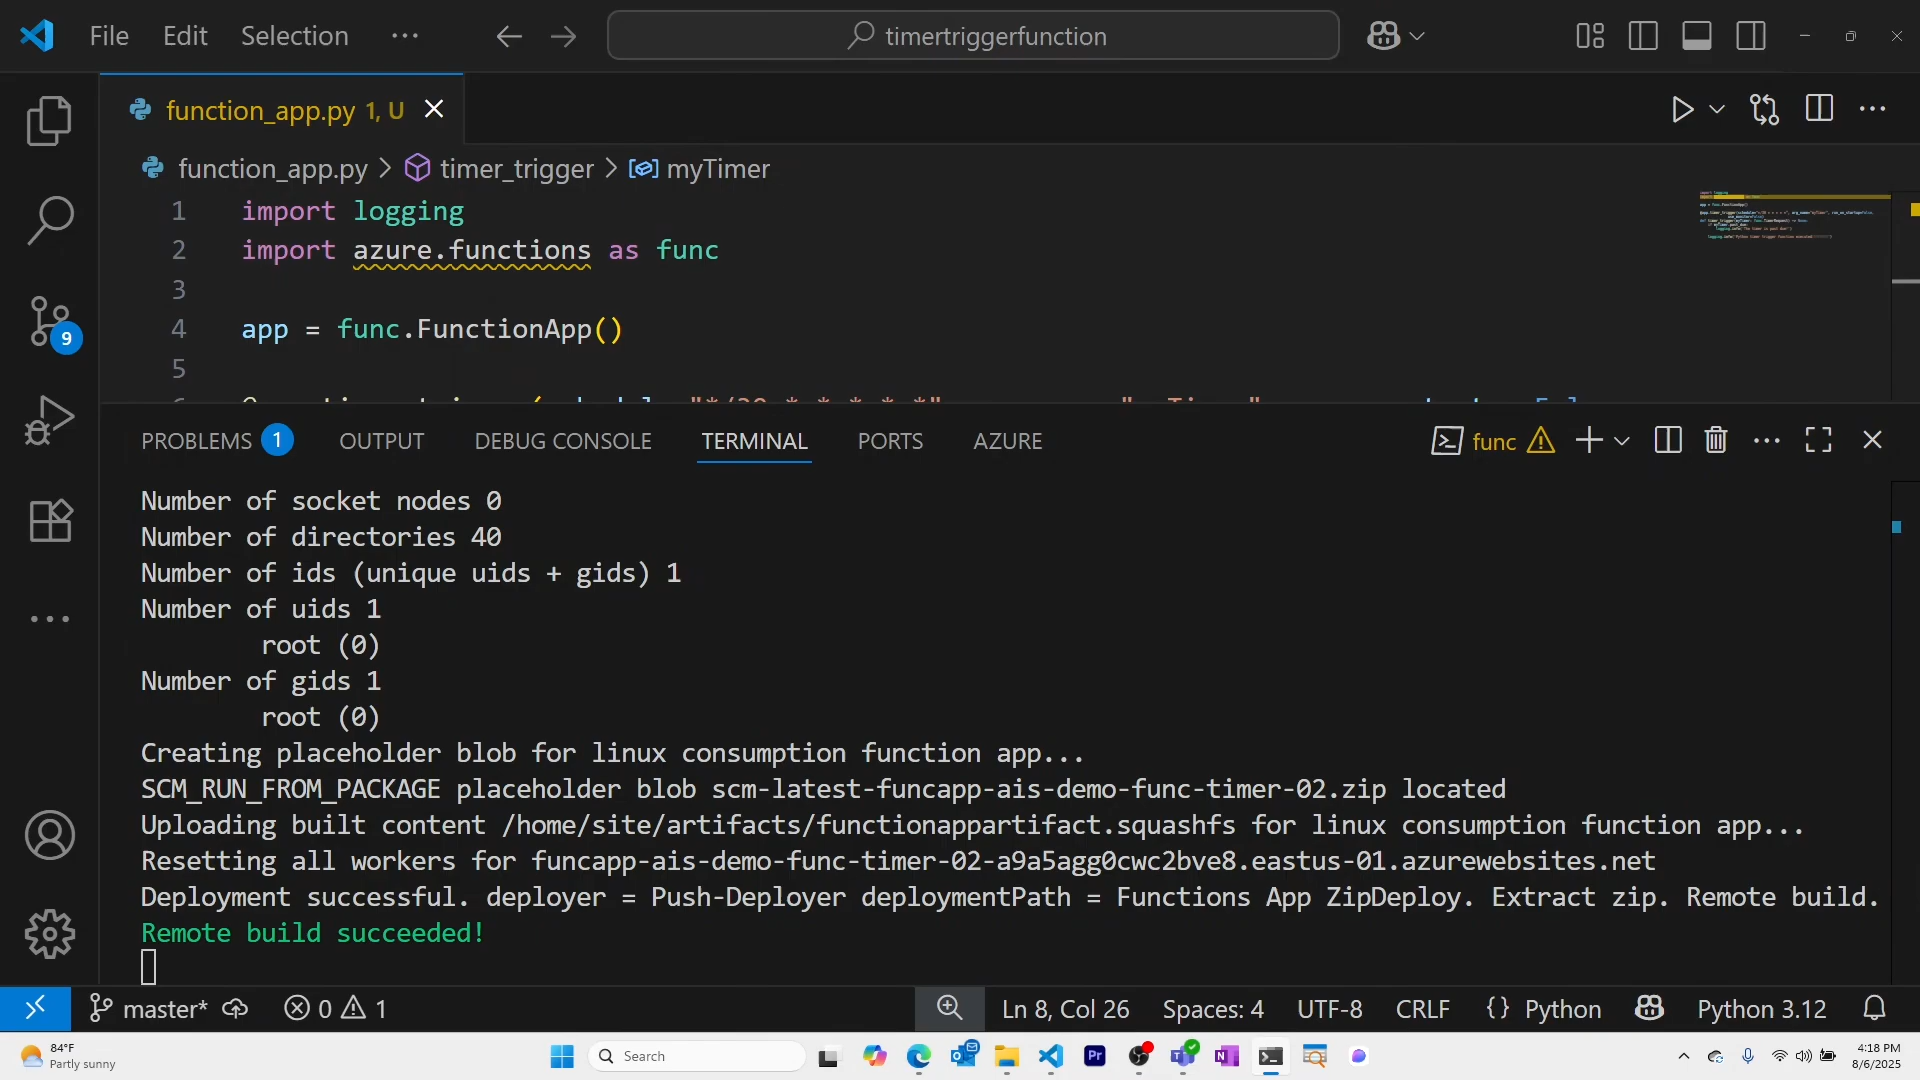 File Edit Selection ···
timertriggerfunction
function_app.py 1, U
function_app.py > timer_trigger > myTimer
1 import logging
2 import azure.functions as func
3
4 app = func.FunctionApp()
5
PROBLEMS 1 OUTPUT DEBUG CONSOLE TERMINAL PORTS AZURE
func
Number of socket nodes 0
Number of directories 40
Number of ids (unique uids + gids) 1
Number of uids 1
root (0)
Number of gids 1
root (0)
Creating placeholder blob for linux consumption function app...
SCM_RUN_FROM_PACKAGE placeholder blob scm-latest-funcapp-ais-demo-func-timer-02.zip located
Uploading built content /home/site/artifacts/functionappartifact.squashfs for linux consumption function app...
Resetting all workers for funcapp-ais-demo-func-timer-02-a9a5agg0cwc2bve8.eastus-01.azurewebsites.net
Deployment successful. deployer = Push-Deployer deploymentPath = Functions App ZipDeploy. Extract zip. Remote build.
Remote build succeeded!
9
master* 0 1 Ln 8, Col 26 Spaces: 4 UTF-8 CRLF {} Python Python 3.12
84°F
Partly sunny
Search
Pr
4:18 PM
8/6/2025